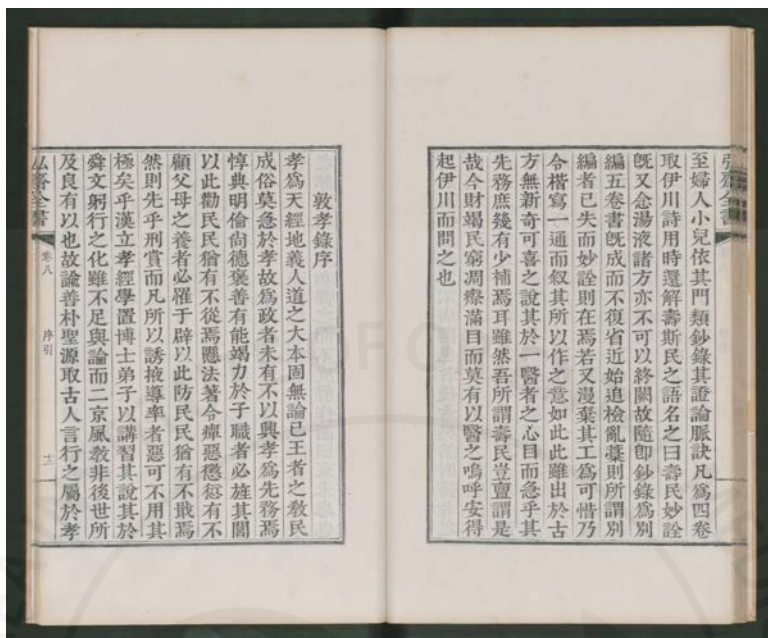 弘齋全書
至婦人小兒依其門類鈔錄其證論脈訣凡爲四卷
取伊川詩用時還解壽斯民之語名之曰壽民妙詮
旣又念湯液諸方亦不可以終闕故隨卽鈔錄爲別
編五卷書旣成而不復省近始追檢亂藁則所謂別
編者已失而妙詮則在焉若又漫棄其工爲可惜乃
令楷寫一通而叙其所以作之意如此此雖出於古
方無新奇可喜之說其於一醫者之心目而急乎其
先務庶幾有少補焉耳雖然吾所謂壽民豈亶謂是
哉今財竭民窮凋瘵滿目而莫有以醫之嗚呼安得
起伊川而問之也
敦孝錄序
孝爲天經地義人道之大本固無論已王者之敎民
成俗莫急於孝故爲政者未有不以興孝爲先務焉
惇典明倫尙德褒善有能竭力於子職者必旌其閭
以此勸民民猶有不從焉懸法著令癉惡懲愆有不
顧父母之養者必罹于辟以此防民民猶有不戢焉
然則先乎刑賞而凡所以誘掖導率者惡可不用其
極矣乎漢立孝經學置博士弟子以講習其說其於
舜文躬行之化雖不足與論而二京風敎非後世所
及良有以也故論善朴聖源取古人言行之屬於孝
弘齋全書
卷八
序引